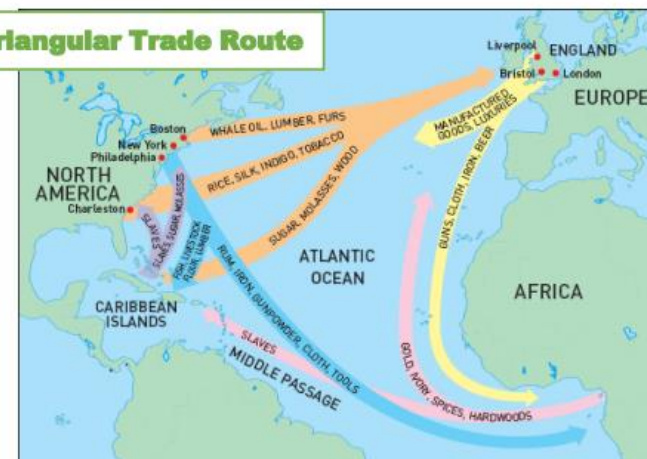 riangular Trade Route
Liverpool
ENGLAND
Bristol
London
EUROPE
MANUFACTURED
GOODS, LUXURIES
GUNS, CLOTH, IRON, BEER
Boston
New York
Philadelphia
WHALE OIL, LUMBER, FURS
RICE, SILK, INDIGO, TOBACCO
NORTH
AMERICA
Charleston
SLAVES
SLAVES, SUGAR, MOLASSES
FISH, LIVESTOCK
FLOUR, LUMBER
SUGAR, MOLASSES, WOOD
RUM, IRON, GUNPOWDER, CLOTH, TOOLS
ATLANTIC
OCEAN
AFRICA
CARIBBEAN
ISLANDS
SLAVES
MIDDLE PASSAGE
GOLD, IVORY, SPICES, HARDWOODS